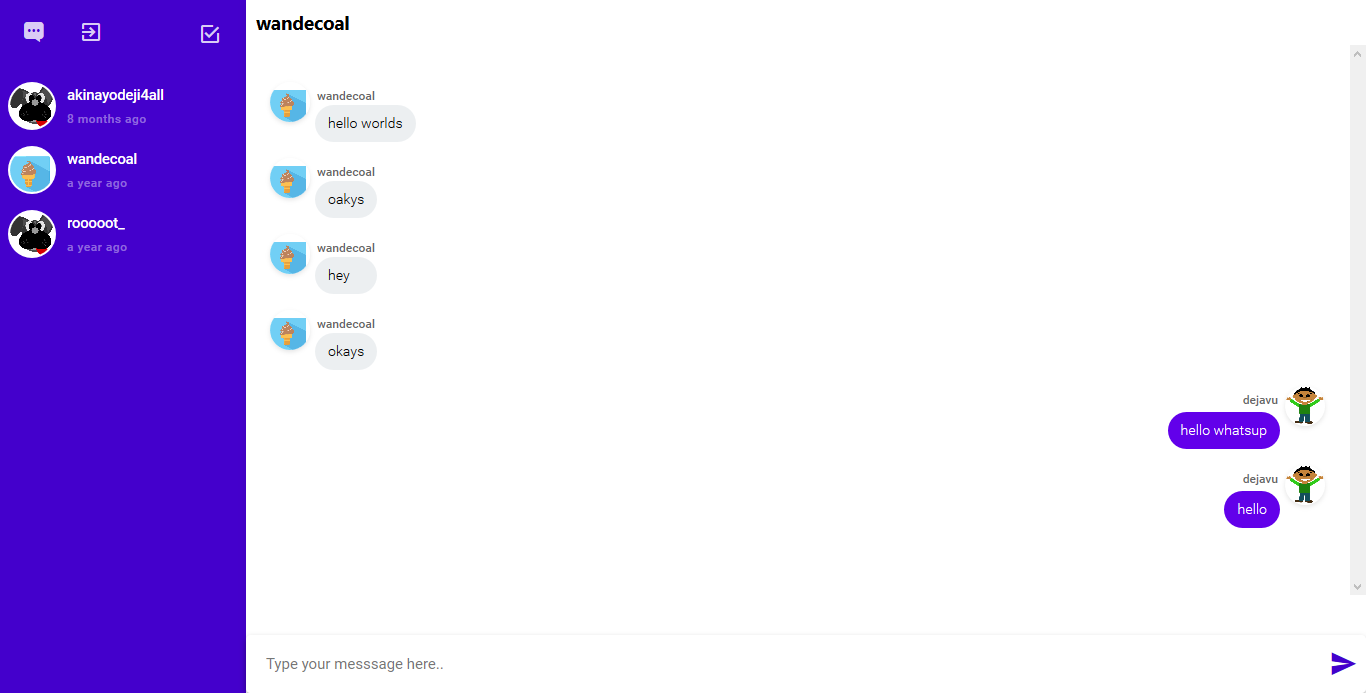 akinayodeji4all
8 months ago
wandecoal
a year ago
rooooot_
a year ago
wandecoal
wandecoal
hello worlds
wandecoal
oakys
wandecoal
hey
wandecoal
okays
dejavu
hello whatsup
dejavu
hello
Type your messsage here..